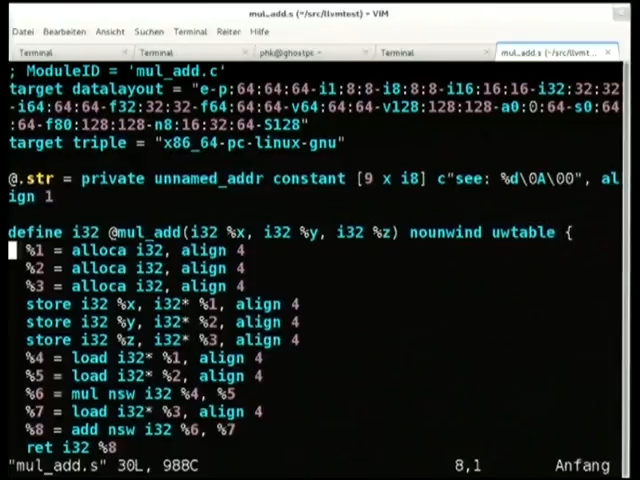 mul_add.s (~/src/llvmtest) - VIM
Datei Bearbeiten Ansicht Suchen Terminal Reiter Hilfe
Terminal × Terminal × phk@ghostpc: ~ × Terminal × mul_add.s (~/src/llvmt... ×
; ModuleID = 'mul_add.c'
target datalayout = "e-p:64:64:64-i1:8:8-i8:8:8-i16:16:16-i32:32:32
-i64:64:64-f32:32:32-f64:64:64-v64:64:64-v128:128:128-a0:0:64-s0:64
:64-f80:128:128-n8:16:32:64-S128"
target triple = "x86_64-pc-linux-gnu"
@.str = private unnamed_addr constant [9 x i8] c"see: %d\0A\00", al
ign 1
define i32 @mul_add(i32 %x, i32 %y, i32 %z) nounwind uwtable {
%1 = alloca i32, align 4
%2 = alloca i32, align 4
%3 = alloca i32, align 4
store i32 %x, i32* %1, align 4
store i32 %y, i32* %2, align 4
store i32 %z, i32* %3, align 4
%4 = load i32* %1, align 4
%5 = load i32* %2, align 4
%6 = mul nsw i32 %4, %5
%7 = load i32* %3, align 4
%8 = add nsw i32 %6, %7
ret i32 %8
"mul_add.s" 30L, 988C 8,1 Anfang